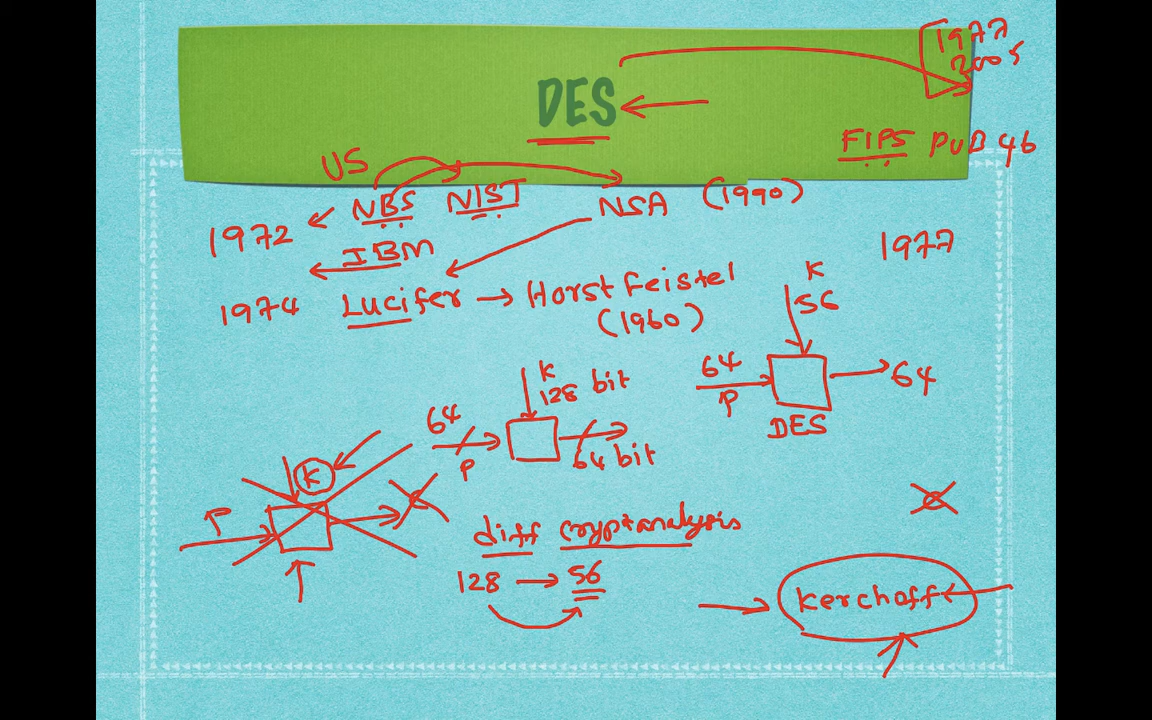 1977
2005
DES
FIPS PUB 46
US
NBS NIST NSA (1990)
1972
IBM
1977
1974 Lucifer → Horst Feistel
(1960)
K
56
64
P
64
DES
K
128 bit
64
P
64 bit
K
P
diff cryptanalysis
128 → 56
Kerchoff